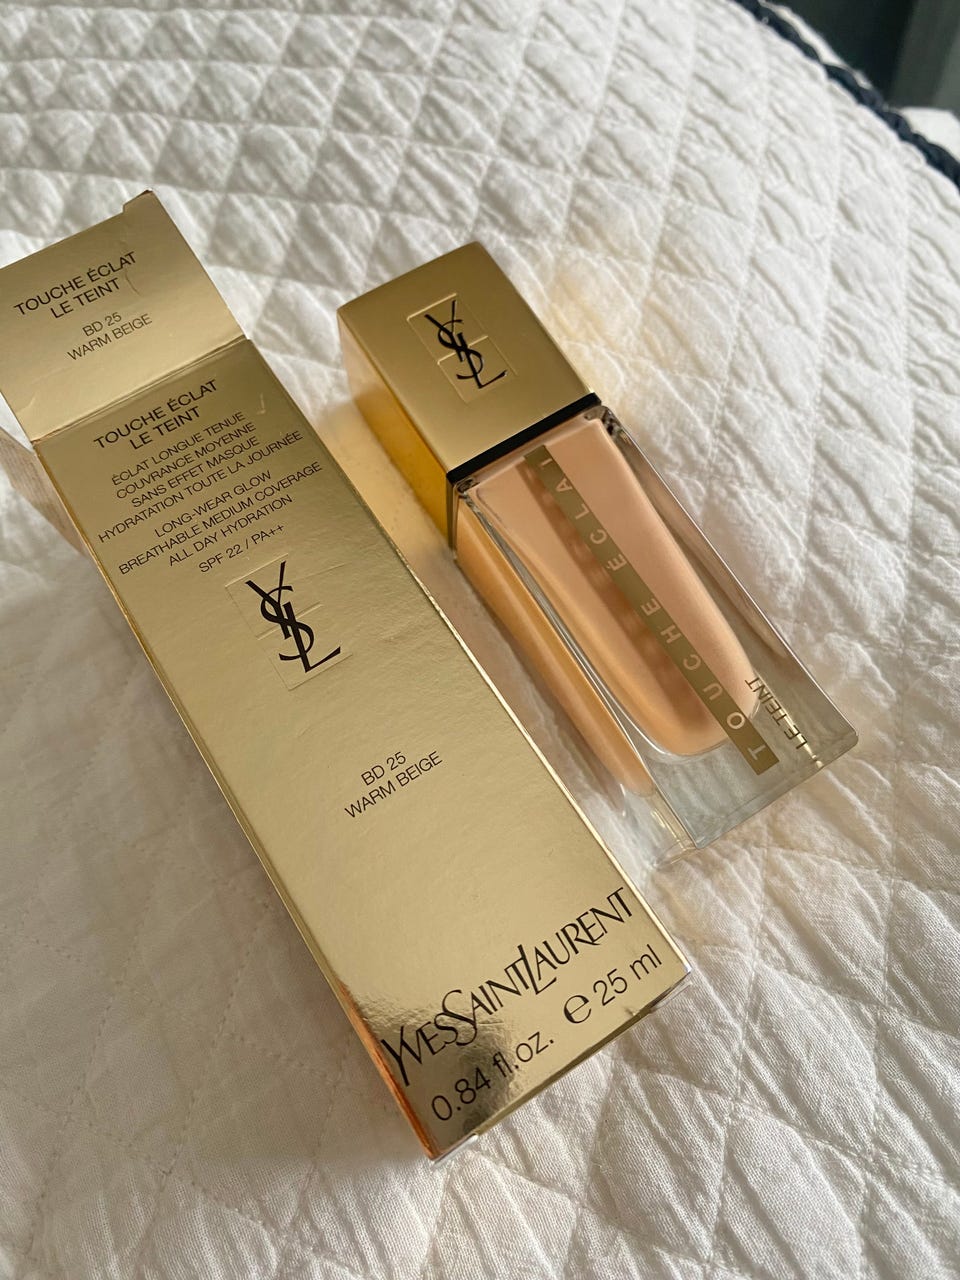 TOUCHE ÉCLAT
LE TEINT
BD 25
WARM BEIGE
TOUCHE ÉCLAT
LE TEINT
ÉCLAT LONGUE TENUE
COUVRANCE MOYENNE
SANS EFFET MASQUE
HYDRATATION TOUTE LA JOURNÉE
LONG-WEAR GLOW
BREATHABLE MEDIUM COVERAGE
ALL DAY HYDRATION
SPF 22 / PA++
YSL
BD 25
WARM BEIGE
YVESSAINTLAURENT
0.84 fl.oz. e 25 ml
YSL
TOUCHE ÉCLAT
LE TEINT